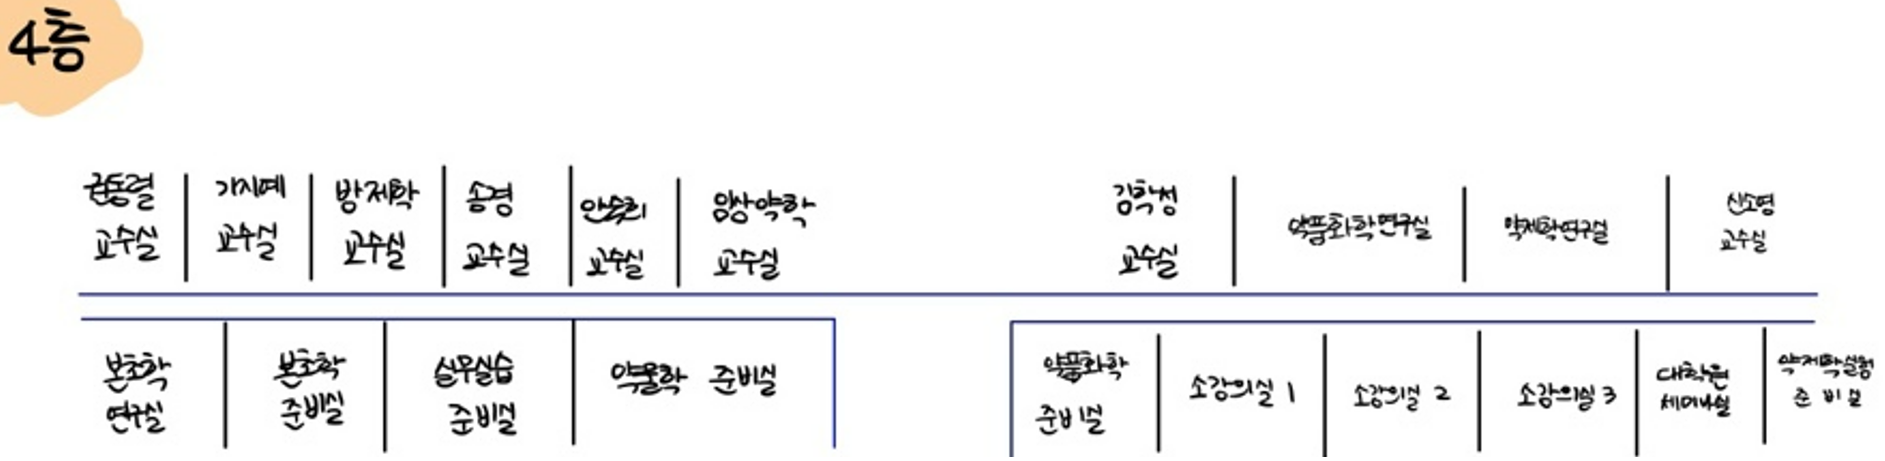 4층
권동렬 교수실
가지예 교수실
방제학 교수실
송경 교수실
안숙희 교수실
임상약학 교수실
김학성 교수실
약품화학연구실
약제학연구실
신소영 교수실
본초학 연구실
본초학 준비실
실무실습 준비실
약물학 준비실
약품화학 준비실
소강의실 1
소강의실 2
소강의실 3
대학원 세미나실
약제학실험 준비실